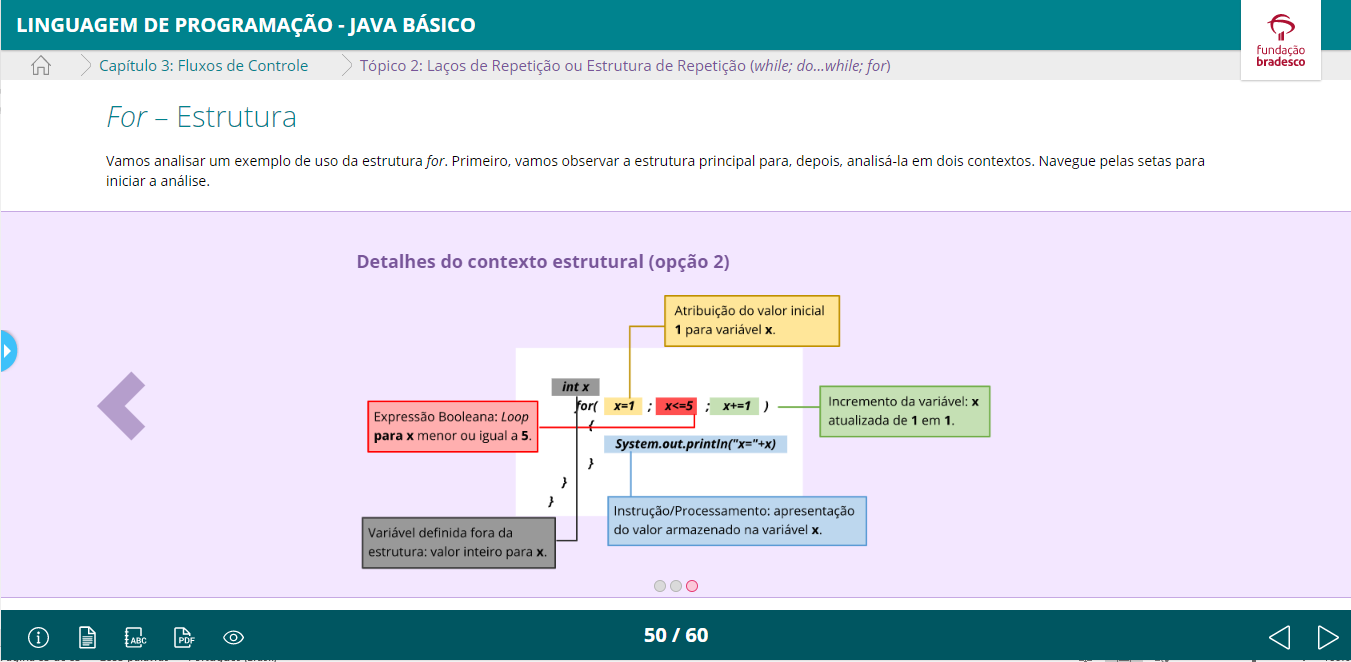 LINGUAGEM DE PROGRAMAÇÃO - JAVA BÁSICO
fundação
bradesco
Capítulo 3: Fluxos de Controle
Tópico 2: Laços de Repetição ou Estrutura de Repetição (while; do...while; for)
For – Estrutura
Vamos analisar um exemplo de uso da estrutura for. Primeiro, vamos observar a estrutura principal para, depois, analisá-la em dois contextos. Navegue pelas setas para
iniciar a análise.
Detalhes do contexto estrutural (opção 2)
Atribuição do valor inicial
1 para variável x.
int x
for( x=1 ; x<=5 ; x+=1 )
{
System.out.println("x="+x)
}
}
}
Expressão Booleana: Loop
para x menor ou igual a 5.
Incremento da variável: x
atualizada de 1 em 1.
Variável definida fora da
estrutura: valor inteiro para x.
Instrução/Processamento: apresentação
do valor armazenado na variável x.
ABC
PDF
50 / 60